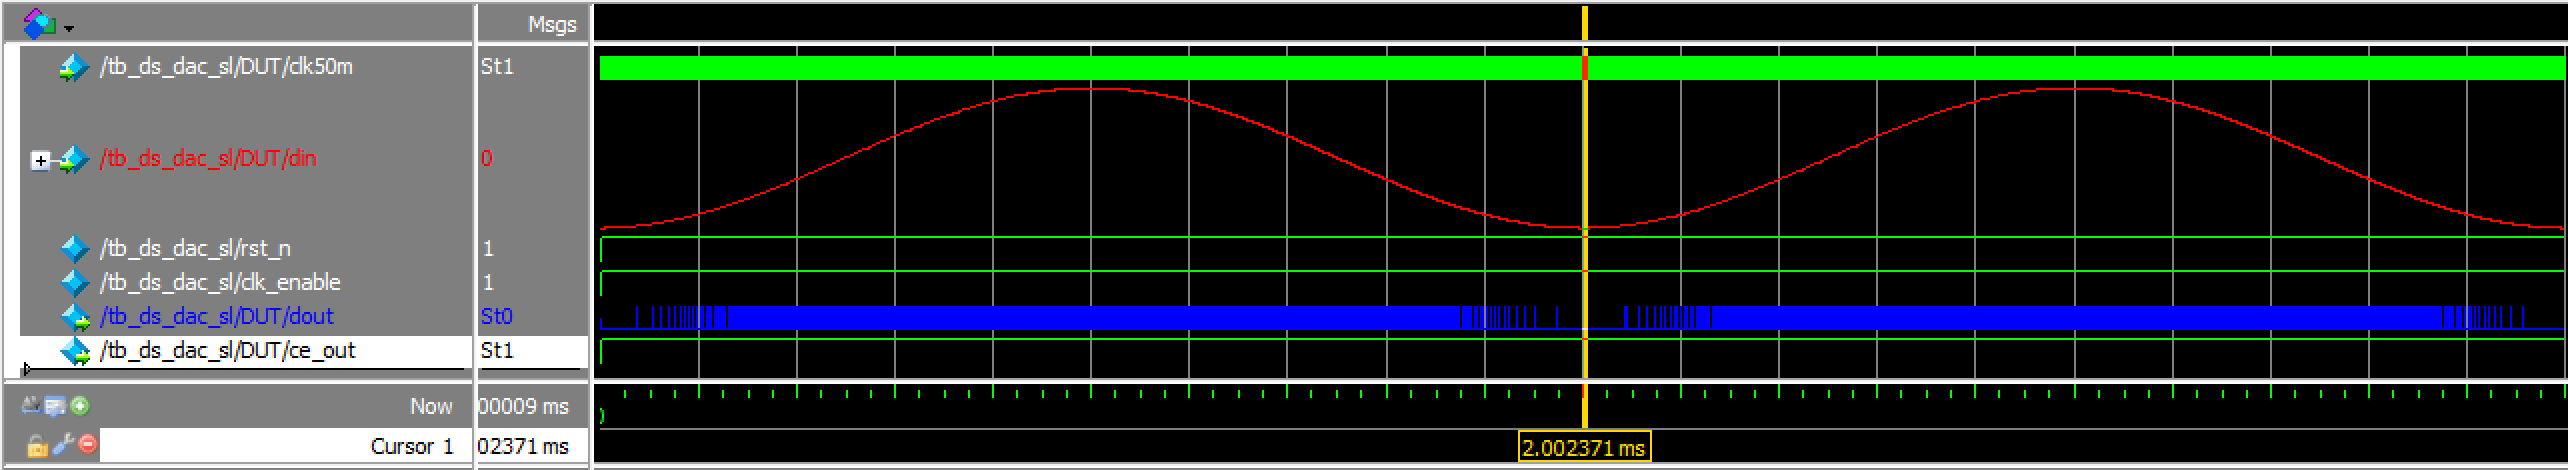 Msgs
/tb_ds_dac_sl/DUT/clk50m St1
/tb_ds_dac_sl/DUT/din 0
/tb_ds_dac_sl/rst_n 1
/tb_ds_dac_sl/clk_enable 1
/tb_ds_dac_sl/DUT/dout St0
/tb_ds_dac_sl/DUT/ce_out St1
Now 00009 ms
Cursor 1 02371 ms 2.002371 ms